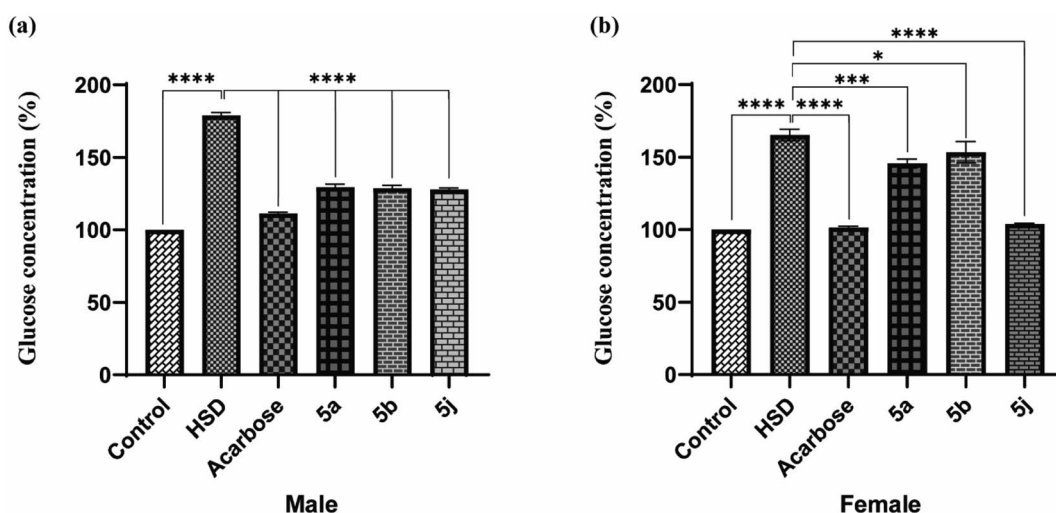 (a)
**** ****
Glucose concentration (%)
200
150
100
50
0
Control
HSD
Acarbose
5a
5b
5j
Male
(b)
****
*
***
**** ****
Glucose concentration (%)
200
150
100
50
0
Control
HSD
Acarbose
5a
5b
5j
Female